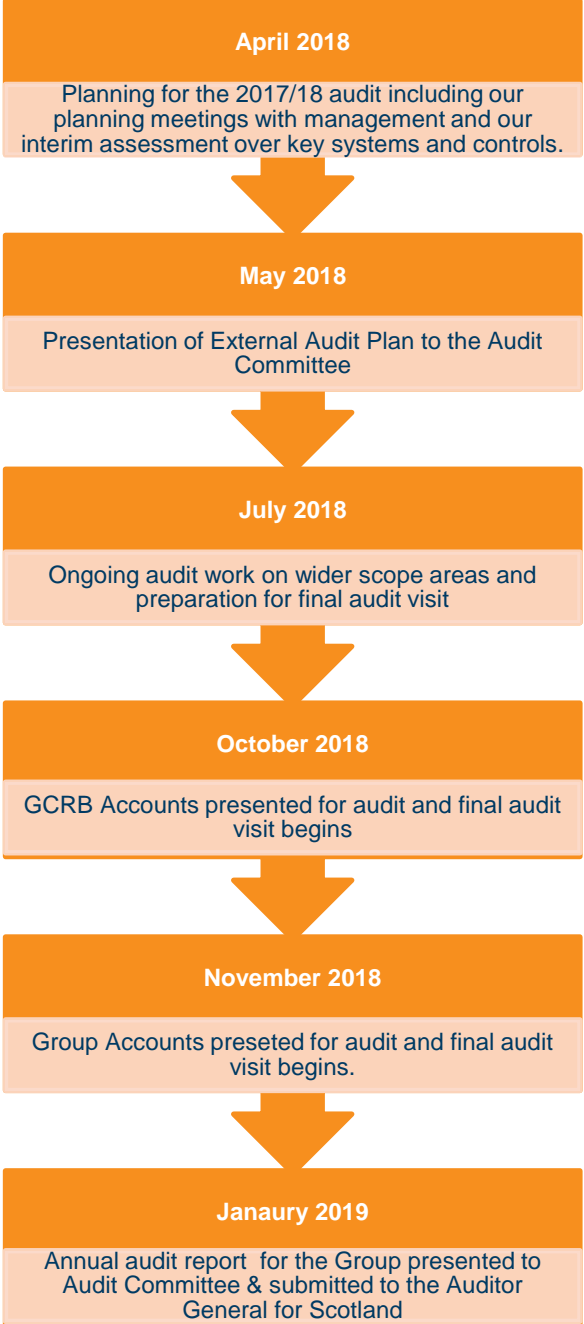 April 2018
Planning for the 2017/18 audit including our
planning meetings with management and our
interim assessment over key systems and controls.
May 2018
Presentation of External Audit Plan to the Audit
Committee
July 2018
Ongoing audit work on wider scope areas and
preparation for final audit visit
October 2018
GCRB Accounts presented for audit and final audit
visit begins
November 2018
Group Accounts preseted for audit and final audit
visit begins.
Janaury 2019
Annual audit report for the Group presented to
Audit Committee & submitted to the Auditor
General for Scotland